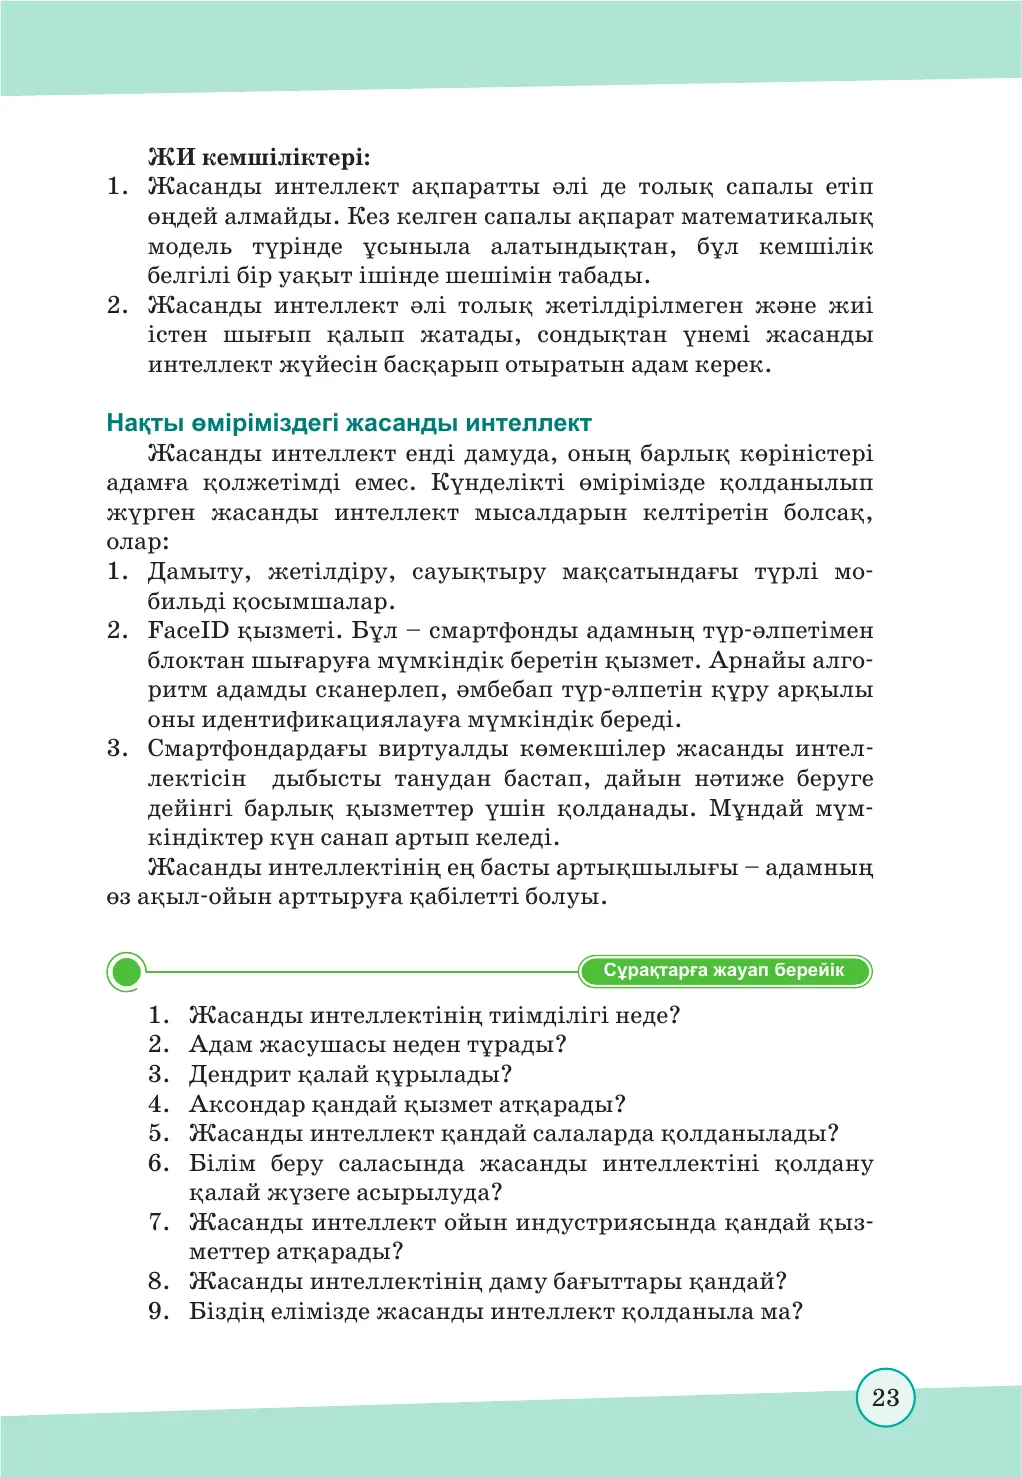 ЖИ кемшіліктері:
1. Жасанды интеллект ақпаратты әлі де толық сапалы етіп
өңдей алмайды. Кез келген сапалы ақпарат математикалық
модель түрінде ұсыныла алатындықтан, бұл кемшілік
белгілі бір уақыт ішінде шешімін табады.
2. Жасанды интеллект әлі толық жетілдірілмеген және жиі
істен шығып қалып жатады, сондықтан үнемі жасанды
интеллект жүйесін басқарып отыратын адам керек.
Нақты өміріміздегі жасанды интеллект
Жасанды интеллект енді дамуда, оның барлық көріністері
адамға қолжетімді емес. Күнделікті өмірімізде қолданылып
жүрген жасанды интеллект мысалдарын келтіретін болсақ,
олар:
1. Дамыту, жетілдіру, сауықтыру мақсатындағы түрлі мо-
бильді қосымшалар.
2. FaceID қызметі. Бұл – смартфонды адамның түр-әлпетімен
блоктан шығаруға мүмкіндік беретін қызмет. Арнайы алго-
ритм адамды сканерлеп, әмбебап түр-әлпетін құру арқылы
оны идентификациялауға мүмкіндік береді.
3. Смартфондардағы виртуалды көмекшілер жасанды интел-
лектісін дыбысты танудан бастап, дайын нәтиже беруге
дейінгі барлық қызметтер үшін қолданады. Мұндай мүм-
кіндіктер күн санап артып келеді.
Жасанды интеллектінің ең басты артықшылығы – адамның
өз ақыл-ойын арттыруға қабілетті болуы.
Сұрақтарға жауап берейік
1. Жасанды интеллектінің тиімділігі неде?
2. Адам жасушасы неден тұрады?
3. Дендрит қалай құрылады?
4. Аксондар қандай қызмет атқарады?
5. Жасанды интеллект қандай салаларда қолданылады?
6. Білім беру саласында жасанды интеллектіні қолдану
қалай жүзеге асырылуда?
7. Жасанды интеллект ойын индустриясында қандай қыз-
меттер атқарады?
8. Жасанды интеллектінің даму бағыттары қандай?
9. Біздің елімізде жасанды интеллект қолданыла ма?
23